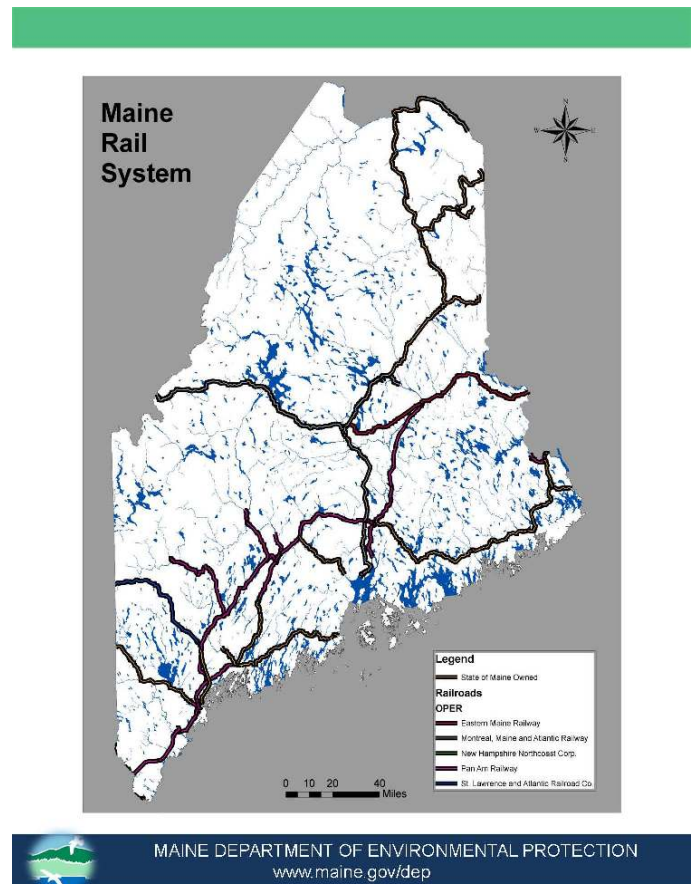 Maine
Rail
System
N
Legend
State of Maine Owned
Railroads
OPER
Eastern Maine Railway
Montreal, Maine and Atlantic Railway
New Hampshire Northcoast Corp.
Pan Am Railway
St. Lawrence and Atlantic Railroad Co
0 10 20 40
Miles
MAINE DEPARTMENT OF ENVIRONMENTAL PROTECTION
www.maine.gov/dep